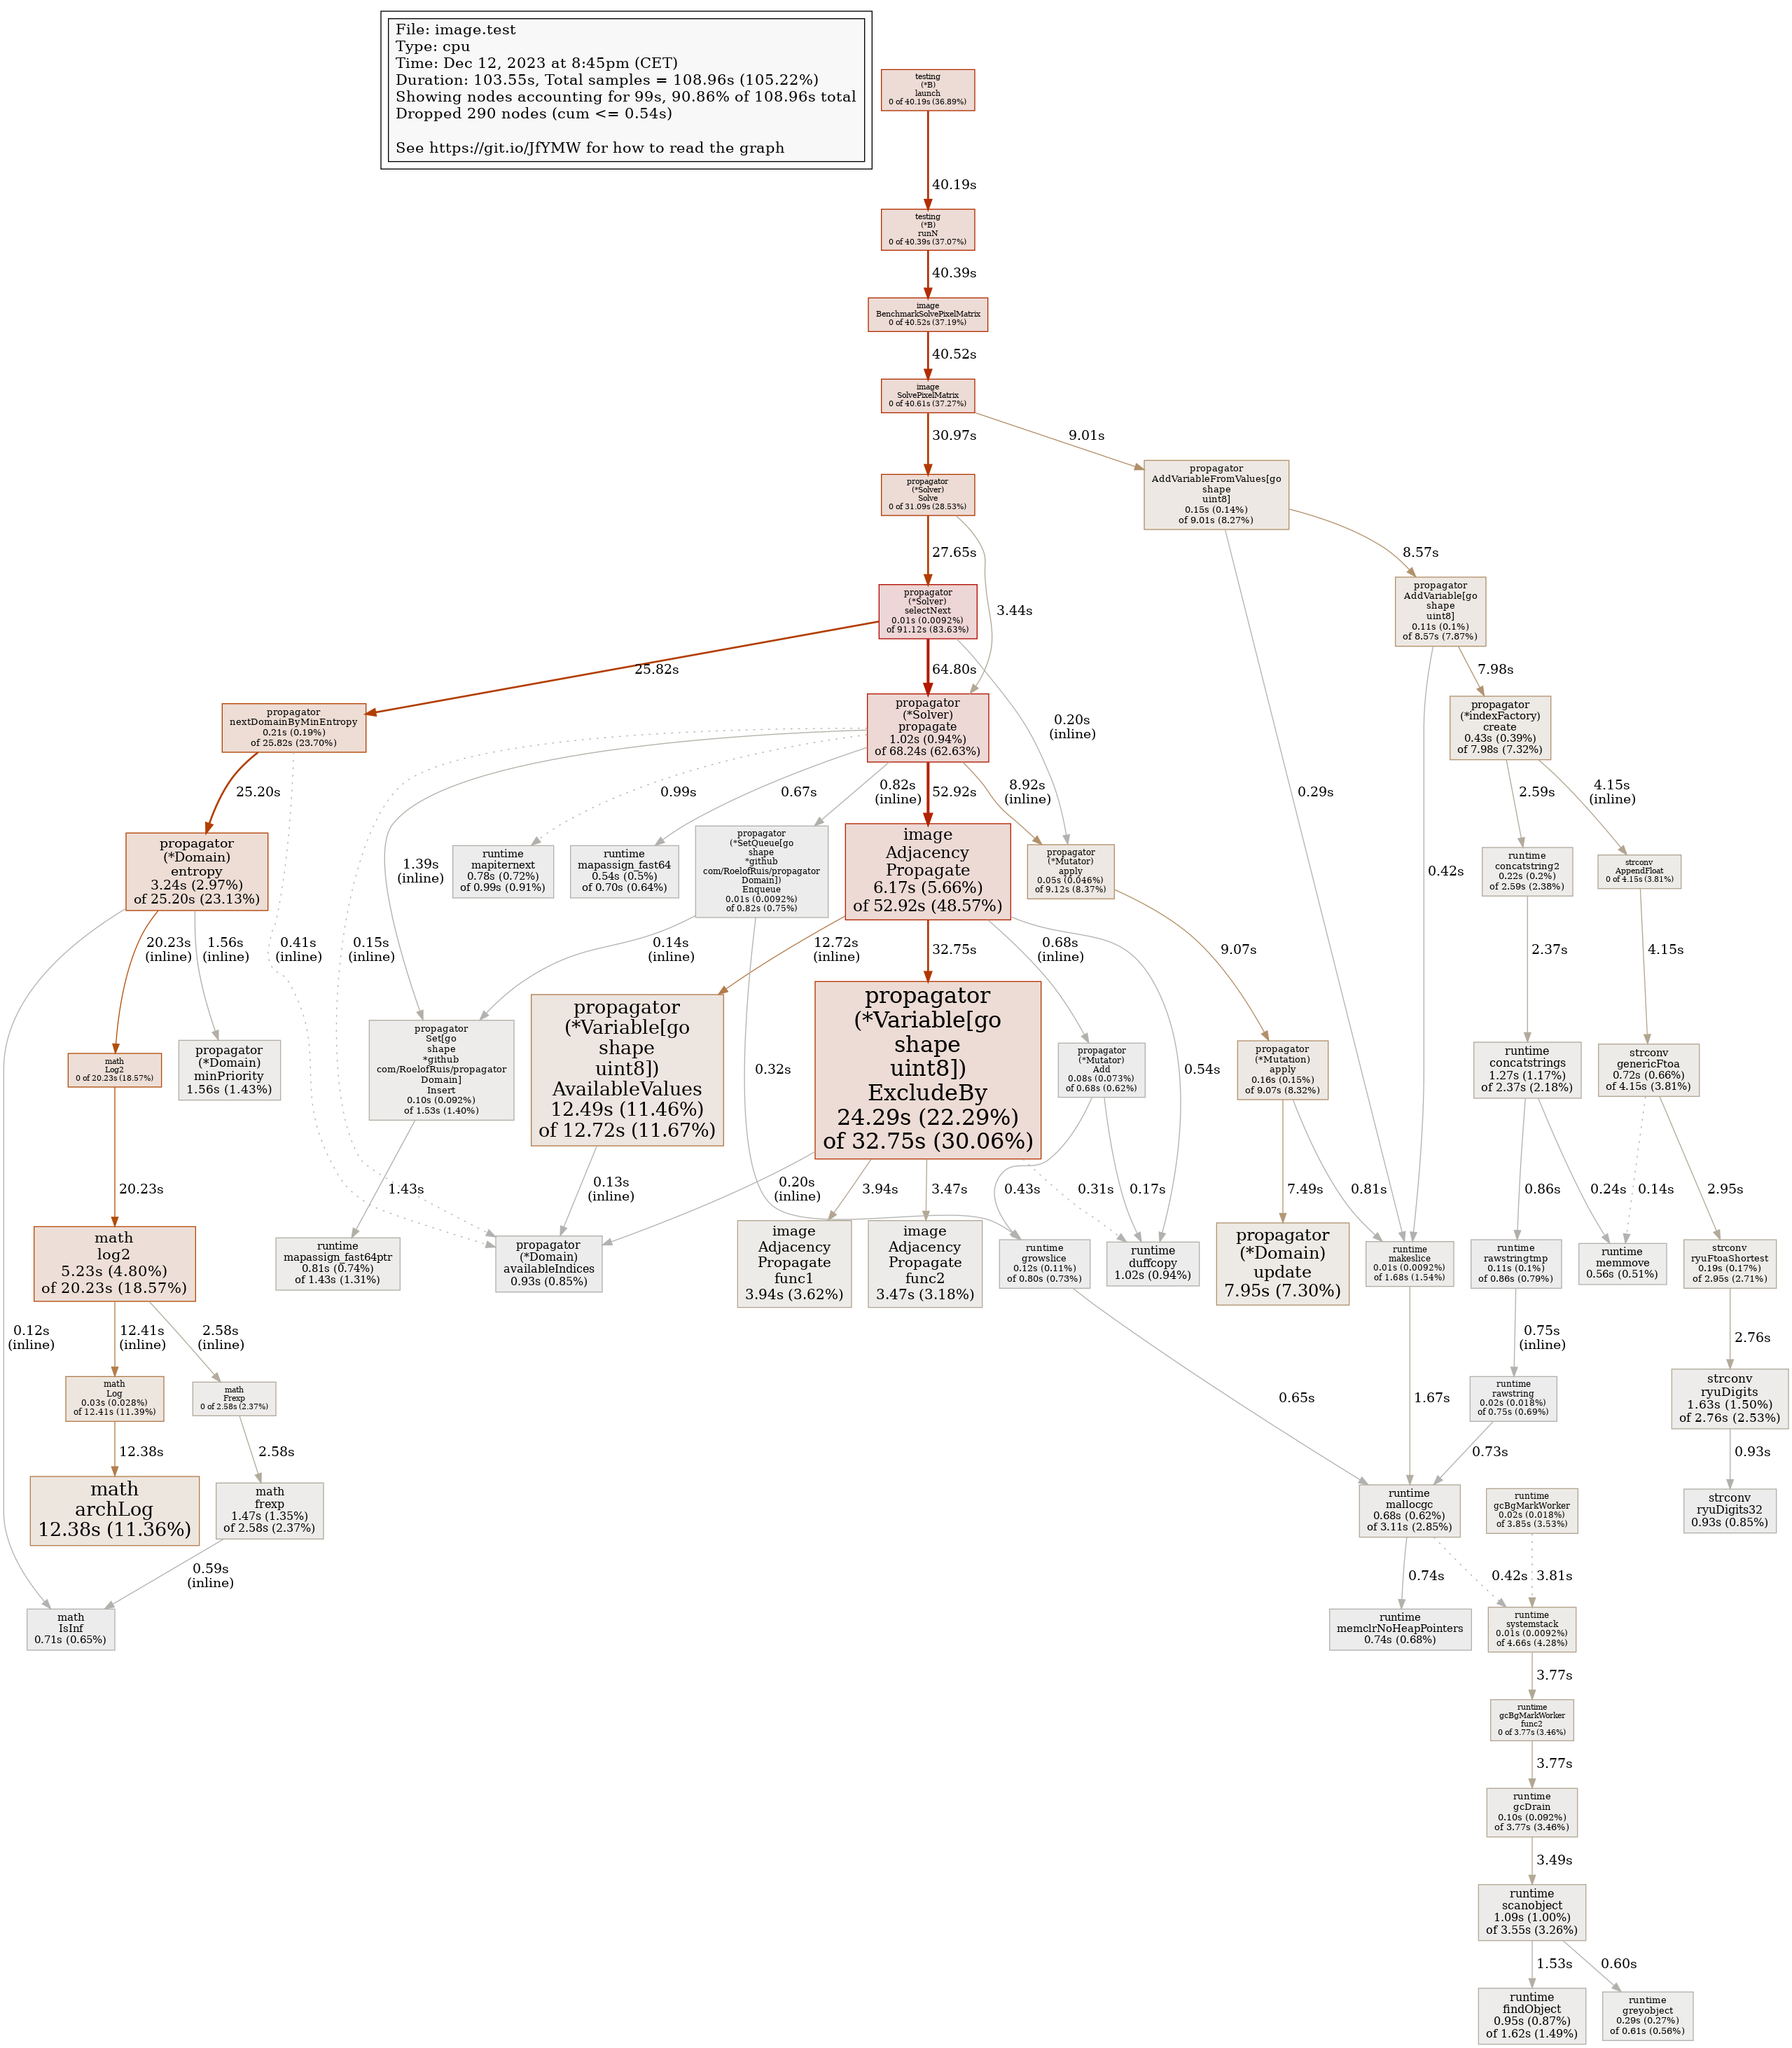 File: image.test
Type: cpu
Time: Dec 12, 2023 at 8:45pm (CET)
Duration: 103.55s, Total samples = 108.96s (105.22%)
Showing nodes accounting for 99s, 90.86% of 108.96s total
Dropped 290 nodes (cum <= 0.54s)
See https://git.io/JfYMW for how to read the graph
testing
(*B)
launch
0 of 40.19s (36.89%)
40.19s
testing
(*B)
runN
0 of 40.39s (37.07%)
40.39s
image
BenchmarkSolvePixelMatrix
0 of 40.52s (37.19%)
40.52s
image
SolvePixelMatrix
0 of 40.61s (37.27%)
30.97s
9.01s
propagator
(*Solver)
Solve
0 of 31.09s (28.53%)
propagator
AddVariableFromValues[go
shape
uint8]
0.15s (0.14%)
of 9.01s (8.27%)
27.65s
3.44s
8.57s
0.29s
propagator
(*Solver)
selectNext
0.01s (0.0092%)
of 91.12s (83.63%)
propagator
AddVariable[go
shape
uint8]
0.11s (0.1%)
of 8.57s (7.87%)
25.82s
64.80s
0.20s
(inline)
7.98s
0.42s
propagator
nextDomainByMinEntropy
0.21s (0.19%)
of 25.82s (23.70%)
propagator
(*Solver)
propagate
1.02s (0.94%)
of 68.24s (62.63%)
propagator
(*indexFactory)
create
0.43s (0.39%)
of 7.98s (7.32%)
25.20s
0.41s
(inline)
0.15s
(inline)
1.39s
(inline)
0.99s
0.67s
0.82s
(inline)
52.92s
8.92s
(inline)
2.59s
4.15s
(inline)
propagator
(*Domain)
entropy
3.24s (2.97%)
of 25.20s (23.13%)
runtime
mapiternext
0.78s (0.72%)
of 0.99s (0.91%)
runtime
mapassign_fast64
0.54s (0.5%)
of 0.70s (0.64%)
propagator
(*SetQueue[go
shape
*github
com/RoelofRuis/propagator
Domain])
Enqueue
0.01s (0.0092%)
of 0.82s (0.75%)
image
Adjacency
Propagate
6.17s (5.66%)
of 52.92s (48.57%)
propagator
(*Mutator)
apply
0.05s (0.046%)
of 9.12s (8.37%)
runtime
concatstring2
0.22s (0.2%)
of 2.59s (2.38%)
strconv
AppendFloat
0 of 4.15s (3.81%)
0.12s
(inline)
20.23s
(inline)
1.56s
(inline)
0.14s
(inline)
0.32s
12.72s
(inline)
32.75s
0.68s
(inline)
0.54s
9.07s
2.37s
4.15s
math
Log2
0 of 20.23s (18.57%)
propagator
(*Domain)
minPriority
1.56s (1.43%)
propagator
Set[go
shape
*github
com/RoelofRuis/propagator
Domain]
Insert
0.10s (0.092%)
of 1.53s (1.40%)
propagator
(*Variable[go
shape
uint8])
AvailableValues
12.49s (11.46%)
of 12.72s (11.67%)
propagator
(*Variable[go
shape
uint8])
ExcludeBy
24.29s (22.29%)
of 32.75s (30.06%)
propagator
(*Mutator)
Add
0.08s (0.073%)
of 0.68s (0.62%)
propagator
(*Mutation)
apply
0.16s (0.15%)
of 9.07s (8.32%)
runtime
concatstrings
1.27s (1.17%)
of 2.37s (2.18%)
strconv
genericFtoa
0.72s (0.66%)
of 4.15s (3.81%)
20.23s
1.43s
0.13s
(inline)
0.20s
(inline)
3.94s
3.47s
0.31s
0.43s
0.17s
7.49s
0.81s
0.86s
0.24s
0.14s
2.95s
math
log2
5.23s (4.80%)
of 20.23s (18.57%)
runtime
mapassign_fast64ptr
0.81s (0.74%)
of 1.43s (1.31%)
propagator
(*Domain)
availableIndices
0.93s (0.85%)
image
Adjacency
Propagate
func1
3.94s (3.62%)
image
Adjacency
Propagate
func2
3.47s (3.18%)
runtime
growslice
0.12s (0.11%)
of 0.80s (0.73%)
runtime
duffcopy
1.02s (0.94%)
propagator
(*Domain)
update
7.95s (7.30%)
runtime
makeslice
0.01s (0.0092%)
of 1.68s (1.54%)
runtime
rawstringtmp
0.11s (0.1%)
of 0.86s (0.79%)
runtime
memmove
0.56s (0.51%)
strconv
ryuFtoaShortest
0.19s (0.17%)
of 2.95s (2.71%)
12.41s
(inline)
2.58s
(inline)
0.65s
1.67s
0.75s
(inline)
2.76s
math
Log
0.03s (0.028%)
of 12.41s (11.39%)
math
Frexp
0 of 2.58s (2.37%)
runtime
rawstring
0.02s (0.018%)
of 0.75s (0.69%)
strconv
ryuDigits
1.63s (1.50%)
of 2.76s (2.53%)
12.38s
2.58s
0.73s
0.93s
math
archLog
12.38s (11.36%)
math
frexp
1.47s (1.35%)
of 2.58s (2.37%)
runtime
mallocgc
0.68s (0.62%)
of 3.11s (2.85%)
runtime
gcBgMarkWorker
0.02s (0.018%)
of 3.85s (3.53%)
strconv
ryuDigits32
0.93s (0.85%)
0.59s
(inline)
0.74s
0.42s
3.81s
math
IsInf
0.71s (0.65%)
runtime
memclrNoHeapPointers
0.74s (0.68%)
runtime
systemstack
0.01s (0.0092%)
of 4.66s (4.28%)
3.77s
runtime
gcBgMarkWorker
func2
0 of 3.77s (3.46%)
3.77s
runtime
gcDrain
0.10s (0.092%)
of 3.77s (3.46%)
3.49s
runtime
scanobject
1.09s (1.00%)
of 3.55s (3.26%)
1.53s
0.60s
runtime
findObject
0.95s (0.87%)
of 1.62s (1.49%)
runtime
greyobject
0.29s (0.27%)
of 0.61s (0.56%)